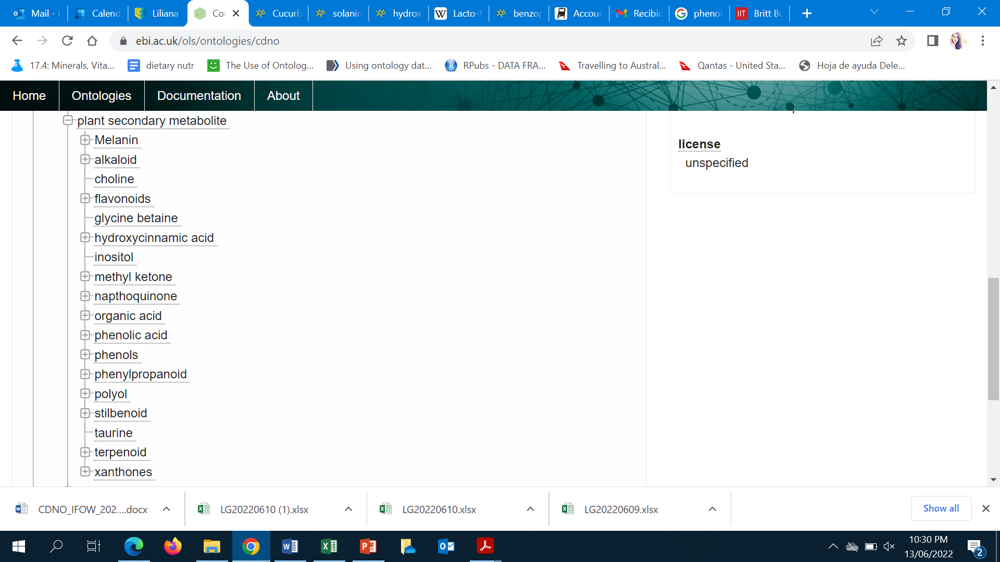 Mail - L
Calend
Liliana
Cor
Cucurb
solanin
hydrox
Lacto-N
benzop
Accour
Recibid
phenol
Britt Bu
ebi.ac.uk/ols/ontologies/cdno
17.4: Minerals, Vita...
dietary nutr
The Use of Ontolog...
Using ontology dat...
RPubs - DATA FRA...
Travelling to Austral...
Qantas - United Sta...
Hoja de ayuda Dele...
Home
Ontologies
Documentation
About
plant secondary metabolite
Melanin
alkaloid
choline
flavonoids
glycine betaine
hydroxycinnamic acid
inositol
methyl ketone
napthoquinone
organic acid
phenolic acid
phenols
phenylpropanoid
polyol
stilbenoid
taurine
terpenoid
xanthones
license
unspecified
CDNO_IFOW_202....docx
LG20220610 (1).xlsx
LG20220610.xlsx
LG20220609.xlsx
Show all
10:30 PM
13/06/2022
2